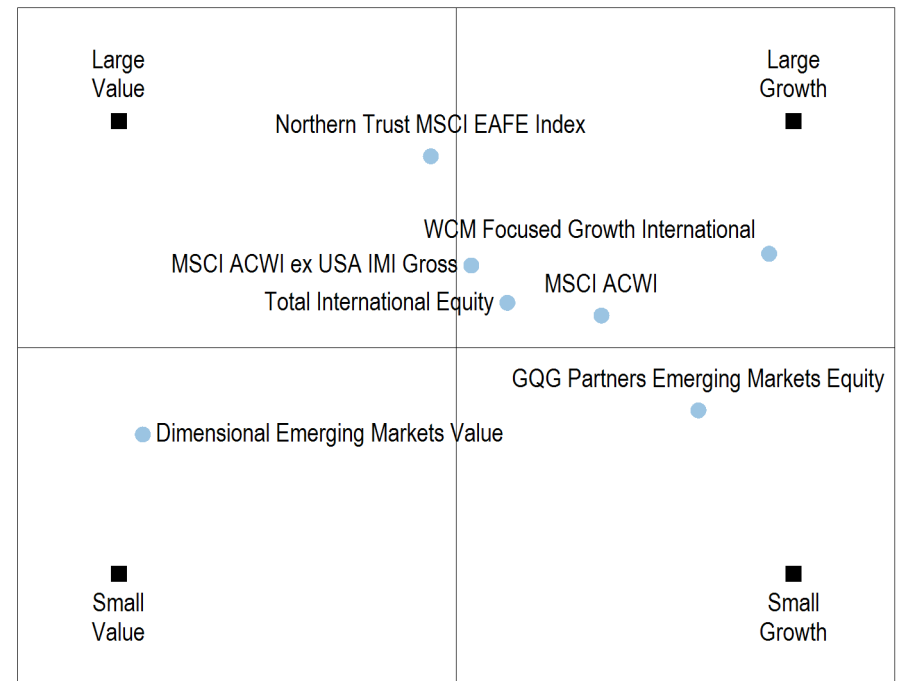 Large
Value
Large
Growth
Northern Trust MSCI EAFE Index
WCM Focused Growth International
MSCI ACWI ex USA IMI Gross
MSCI ACWI
Total International Equity
GQG Partners Emerging Markets Equity
Dimensional Emerging Markets Value
Small
Value
Small
Growth